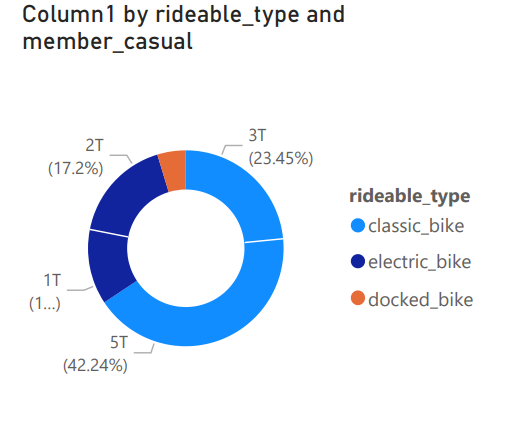 Column1 by rideable_type and
member_casual
3T
(23.45%)
2T
(17.2%)
1T
(1...)
5T
(42.24%)
rideable_type
classic_bike
electric_bike
docked_bike